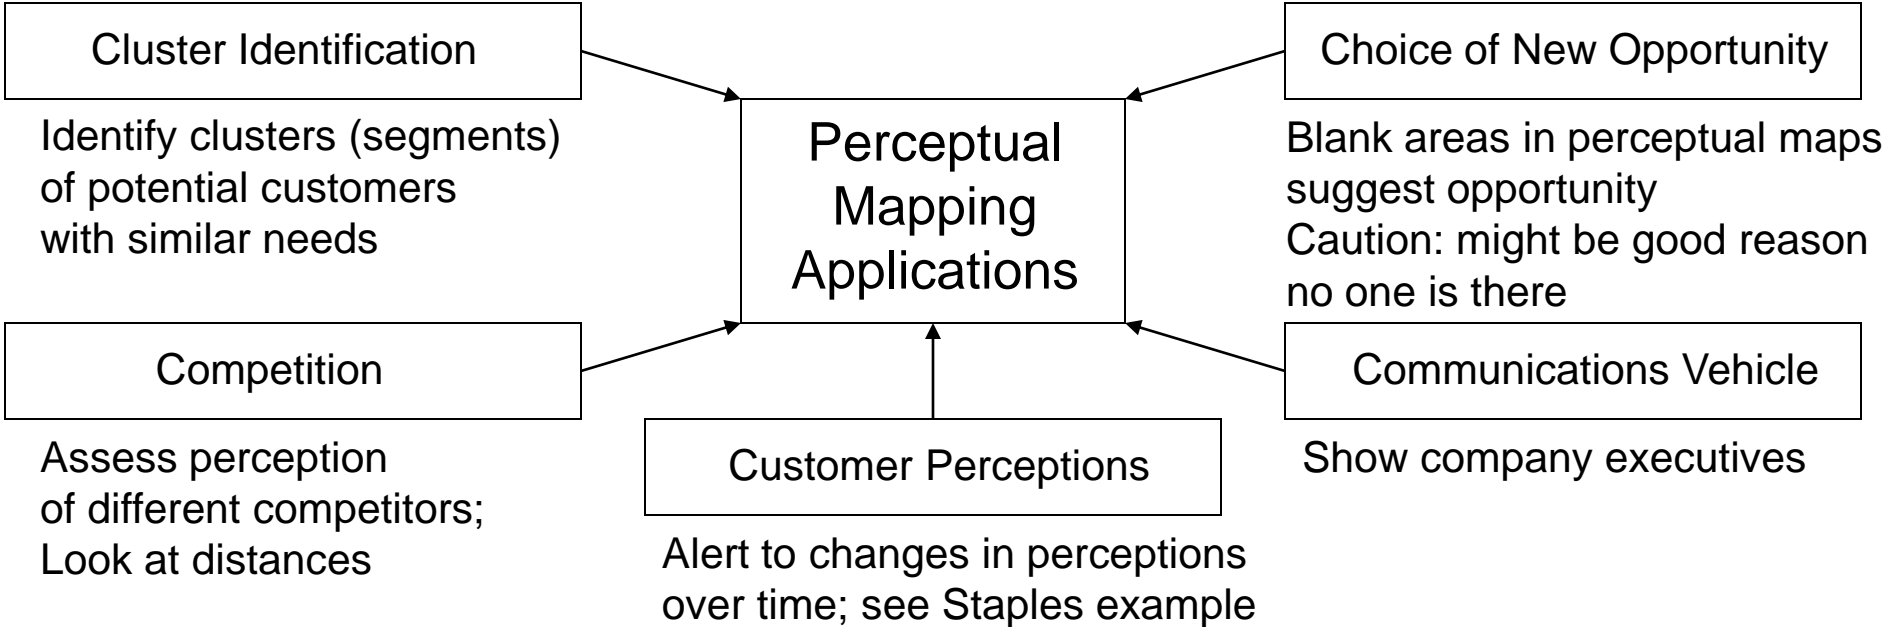 Cluster Identification
Identify clusters (segments)
of potential customers
with similar needs
Perceptual
Mapping
Applications
Choice of New Opportunity
Blank areas in perceptual maps
suggest opportunity
Caution: might be good reason
no one is there
Competition
Assess perception
of different competitors;
Look at distances
Customer Perceptions
Alert to changes in perceptions
over time; see Staples example
Communications Vehicle
Show company executives